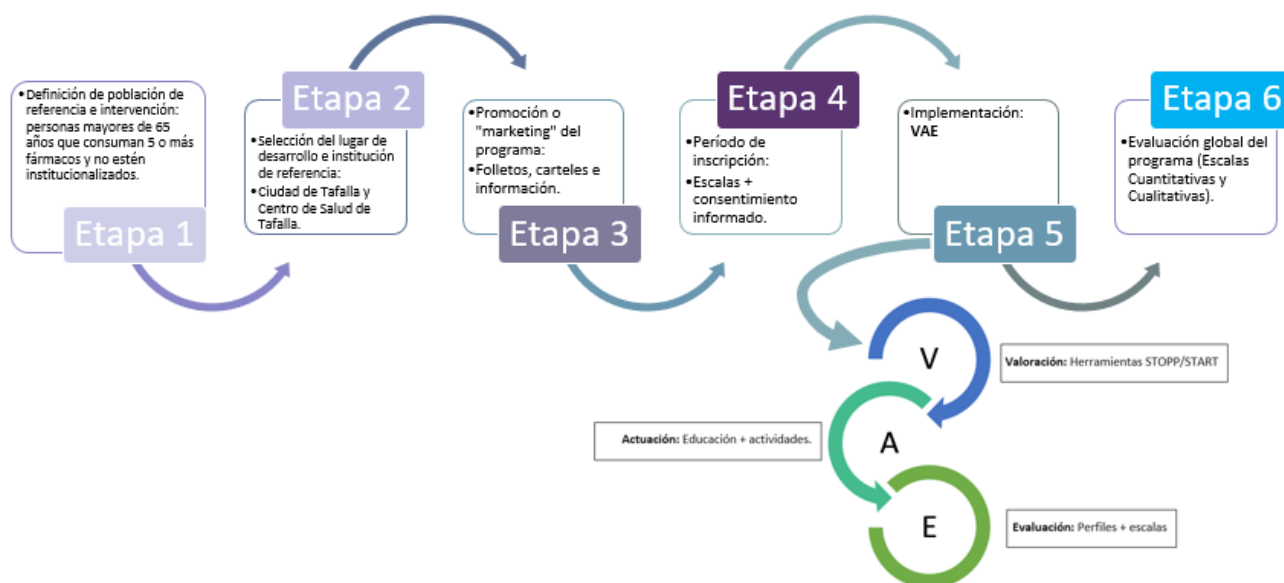 •Definición de población de
referencia e intervención:
personas mayores de 65
años que consuman 5 o más
fármacos y no estén
institucionalizados.
Etapa 1
Etapa 2
•Selección del lugar de
desarrollo e institución
de referencia:
•Ciudad de Tafalla y
Centro de Salud de
Tafalla.
•Promoción o
"marketing" del
programa:
•Folletos, carteles e
información.
Etapa 3
Etapa 4
•Período de
inscripción:
•Escalas +
consentimiento
informado.
•Implementación:
VAE
Etapa 5
Etapa 6
•Evaluación global del
programa (Escalas
Cuantitativas y
Cualitativas).
V
Valoración: Herramientas STOPP/START
Actuación: Educación + actividades.
A
E
Evaluación: Perfiles + escalas